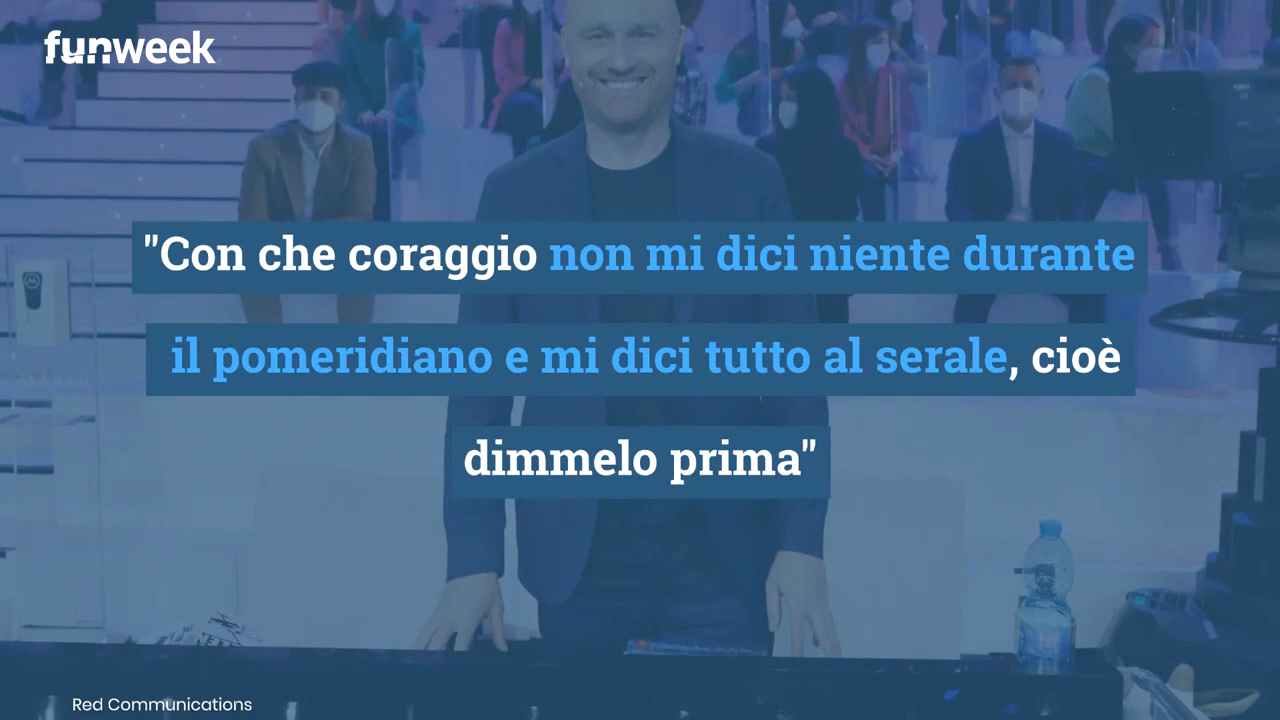 funweek
"Con che coraggio non mi dici niente durante
il pomeridiano e mi dici tutto al serale, cioè
dimmelo prima"
Red Communications